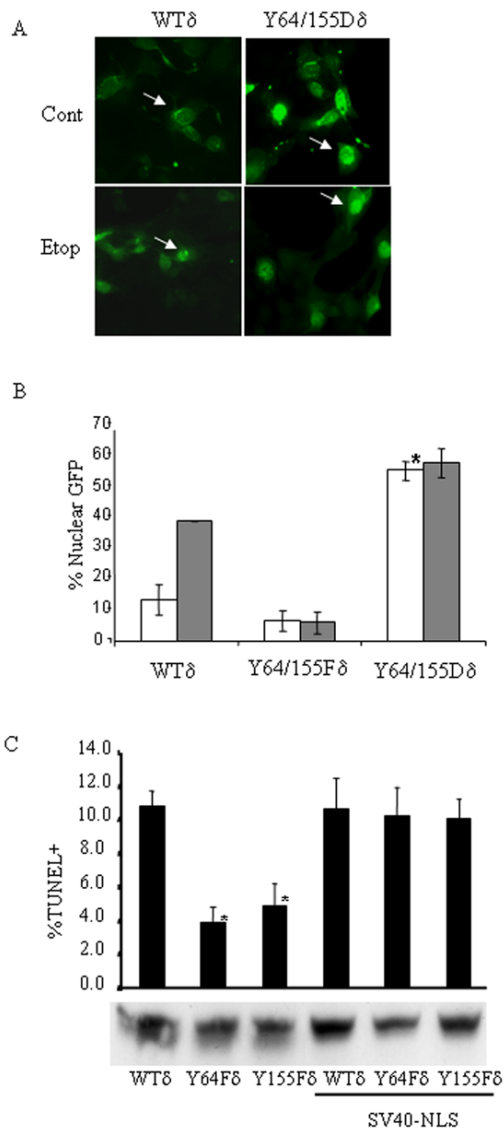 A
WTδ Y64/155Dδ
Cont
Etop
B
% Nuclear GFP
70
60
50
40
30
20
10
0
*
WTδ Y64/155Fδ Y64/155Dδ
C
%TUNEL+
14.0
12.0
10.0
8.0
6.0
4.0
2.0
0.0
* *
WTδ Y64Fδ Y155Fδ WTδ Y64Fδ Y155Fδ
SV40-NLS